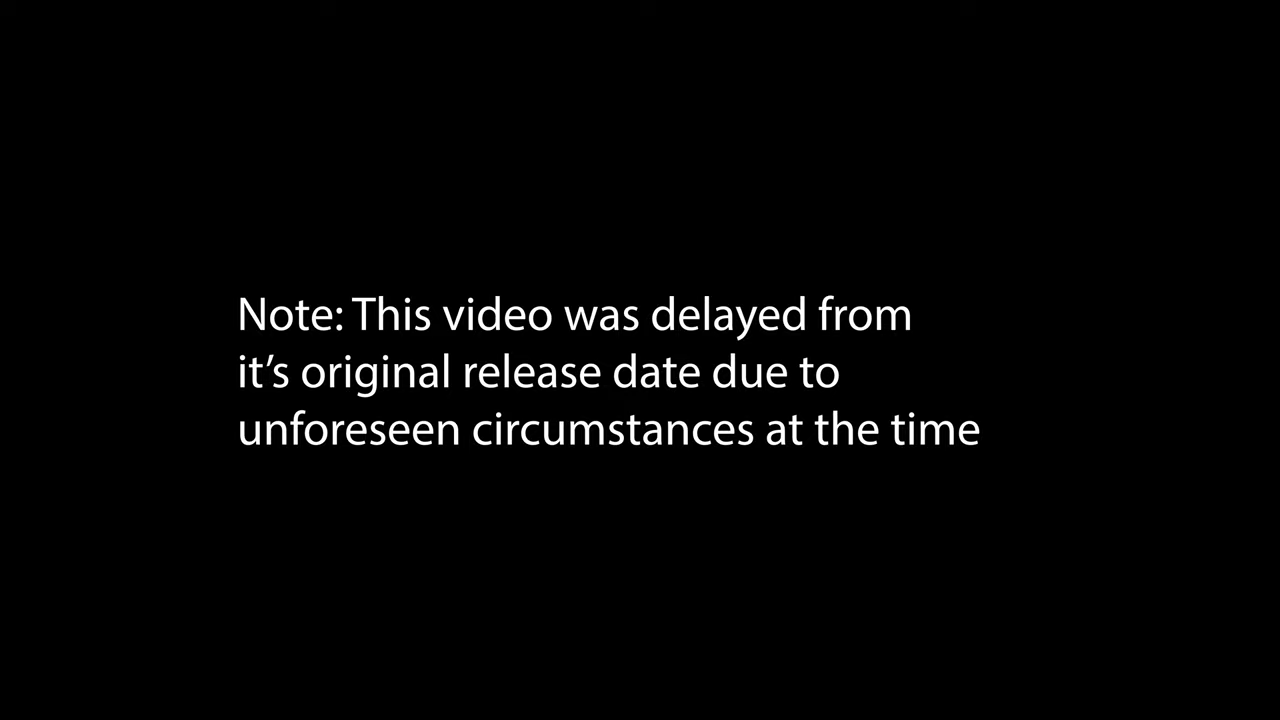 Note: This video was delayed from
it’s original release date due to
unforeseen circumstances at the time